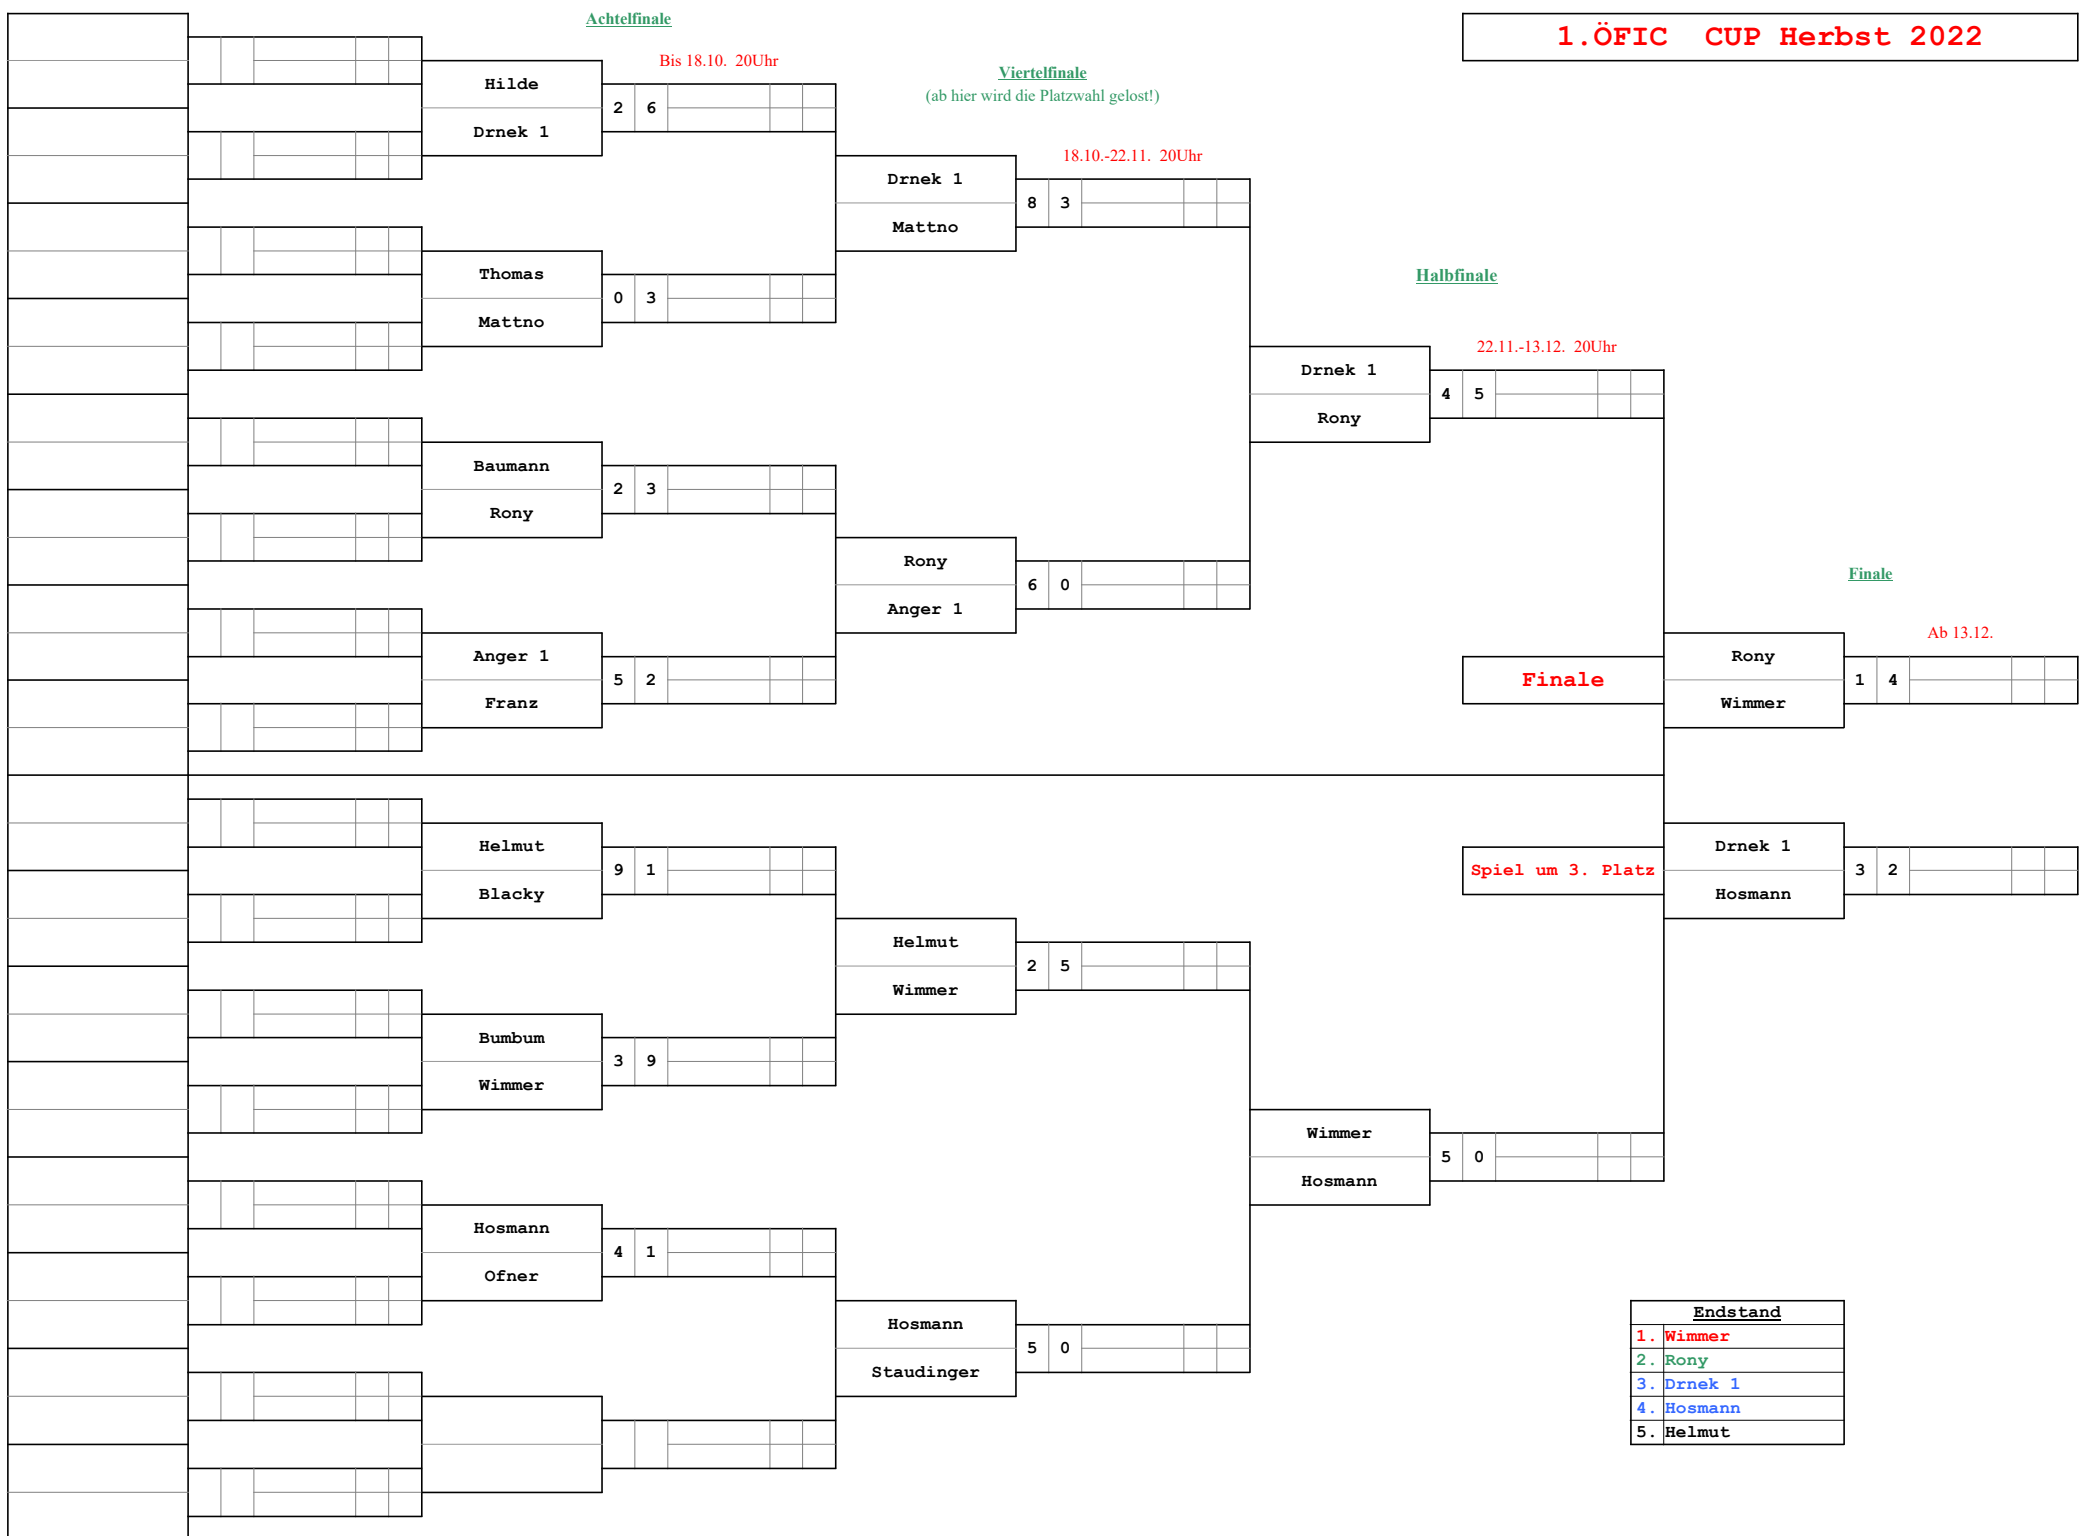 Achtelfinale
1.ÖFIC CUP Herbst 2022
Bis 18.10. 20Uhr
Viertelfinale
(ab hier wird die Platzwahl gelost!)
Hilde
2 6
Drnek 1
18.10.-22.11. 20Uhr
Drnek 1
8 3
Mattno
Thomas
0 3
Mattno
Halbfinale
22.11.-13.12. 20Uhr
Drnek 1
4 5
Rony
Baumann
2 3
Rony
Rony
6 0
Anger 1
Finale
Ab 13.12.
Anger 1
5 2
Franz
Finale
Rony
1 4
Wimmer
Helmut
9 1
Blacky
Spiel um 3. Platz
Drnek 1
3 2
Hosmann
Helmut
2 5
Wimmer
Bumbum
3 9
Wimmer
Wimmer
5 0
Hosmann
Hosmann
4 1
Ofner
Hosmann
5 0
Staudinger
Endstand
1. Wimmer
2. Rony
3. Drnek 1
4. Hosmann
5. Helmut